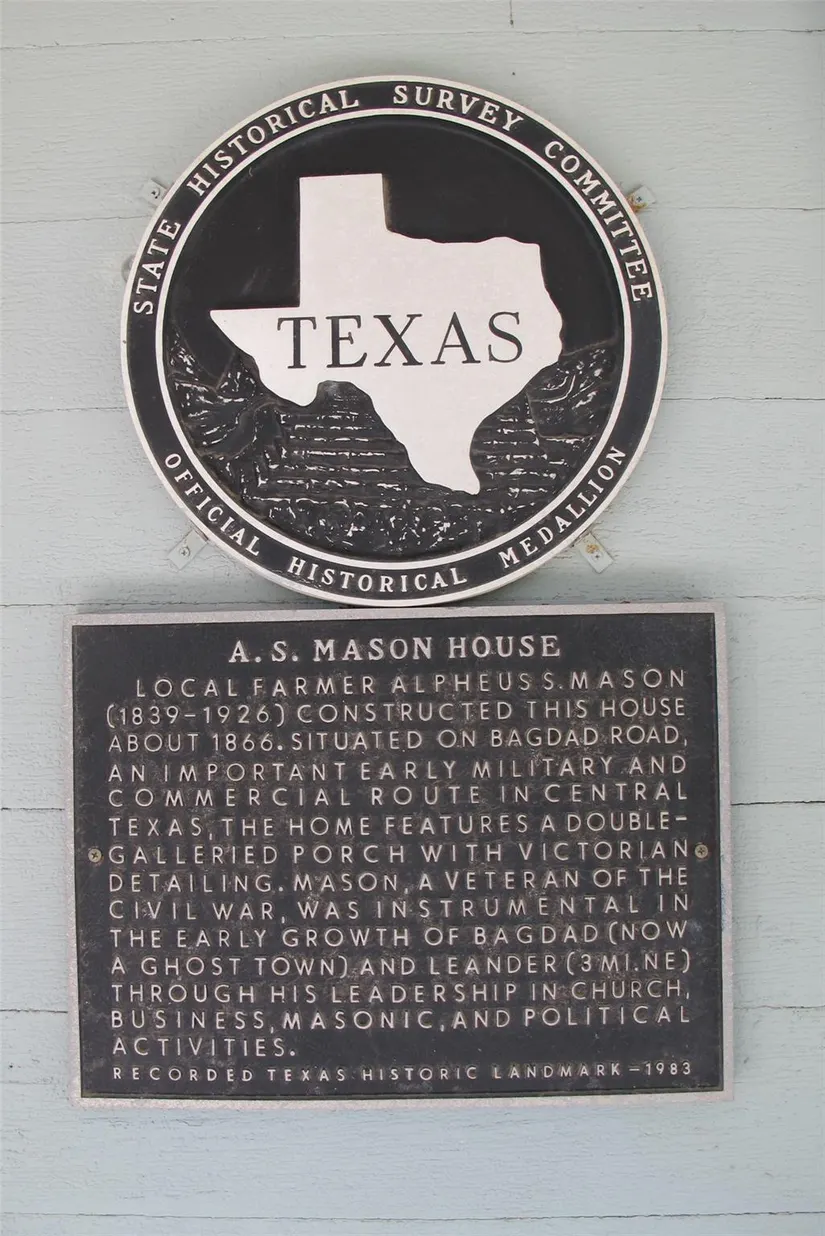 STATE HISTORICAL SURVEY COMMITTEE
TEXAS
OFFICIAL HISTORICAL MEDALLION
A. S. MASON HOUSE
LOCAL FARMER ALPHEUS S. MASON
(1839-1926) CONSTRUCTED THIS HOUSE
ABOUT 1866. SITUATED ON BAGDAD ROAD,
AN IMPORTANT EARLY MILITARY AND
COMMERCIAL ROUTE IN CENTRAL
TEXAS, THE HOME FEATURES A DOUBLE-
GALLERIED PORCH WITH VICTORIAN
DETAILING. MASON, A VETERAN OF THE
CIVIL WAR, WAS INSTRUMENTAL IN
THE EARLY GROWTH OF BAGDAD (NOW
A GHOST TOWN) AND LEANDER (3 MI. NE)
THROUGH HIS LEADERSHIP IN CHURCH,
BUSINESS, MASONIC, AND POLITICAL
ACTIVITIES.
RECORDED TEXAS HISTORIC LANDMARK-1983